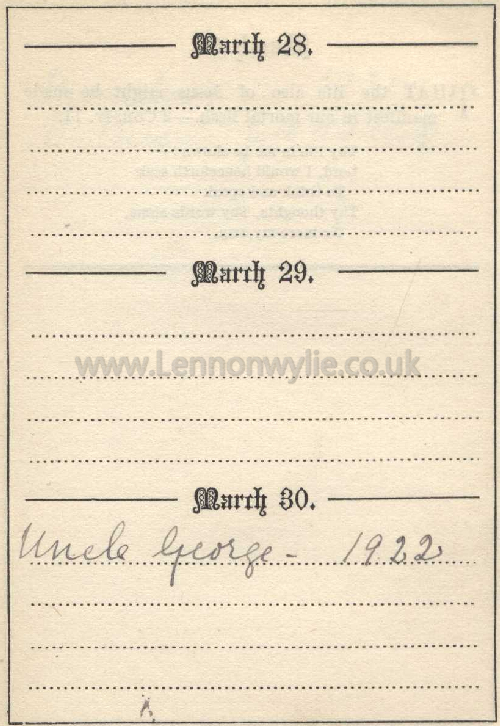 March 28.
March 29.
www.Lennonwylie.co.uk
March 30.
Uncle George - 1922